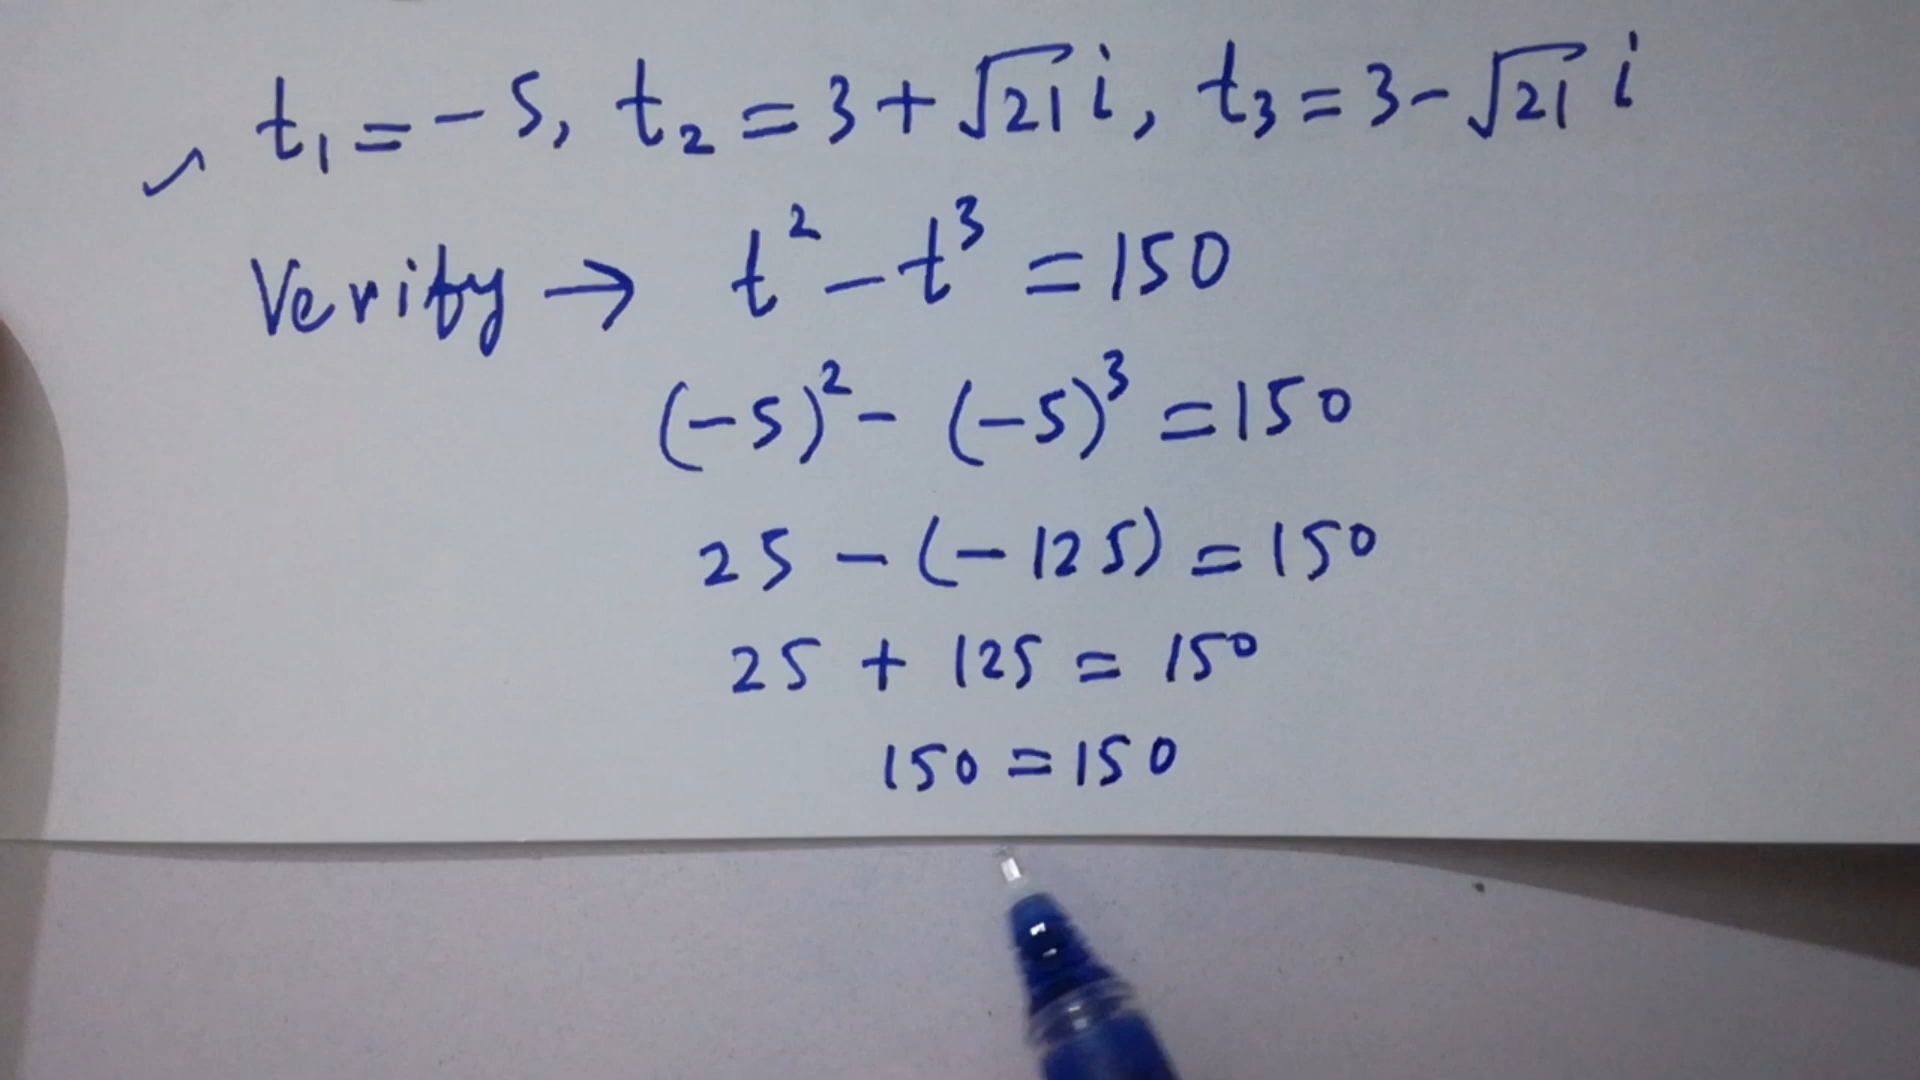 t₁ = -5, t₂ = 3 + √21 i, t₃ = 3 - √21 i
Verify → t² - t³ = 150
(-5)² - (-5)³ = 150
25 - (-125) = 150
25 + 125 = 150
150 = 150